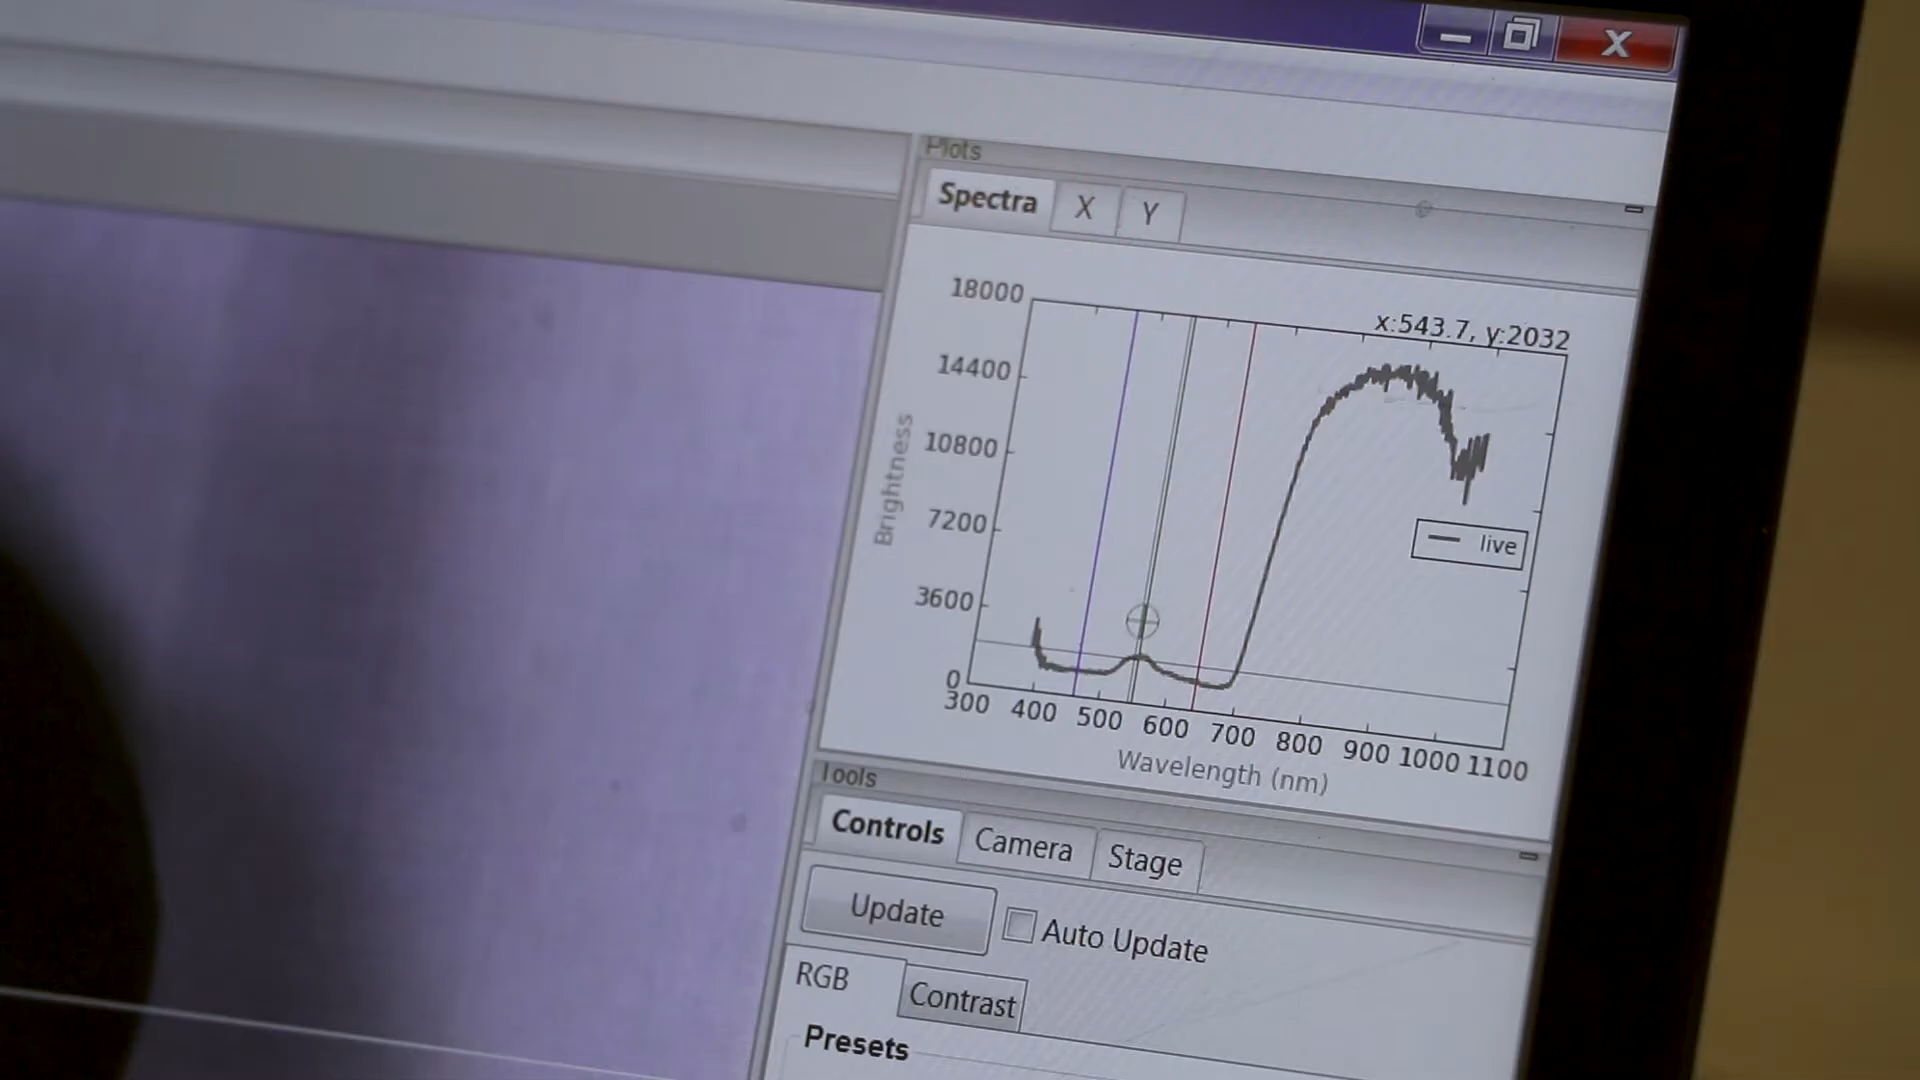 Plots
Spectra X Y
x:543.7, y:2032
18000
14400
10800
7200
3600
0
Brightness
live
300 400 500 600 700 800 900 1000 1100
Wavelength (nm)
Tools
Controls Camera Stage
Update Auto Update
RGB Contrast
Presets